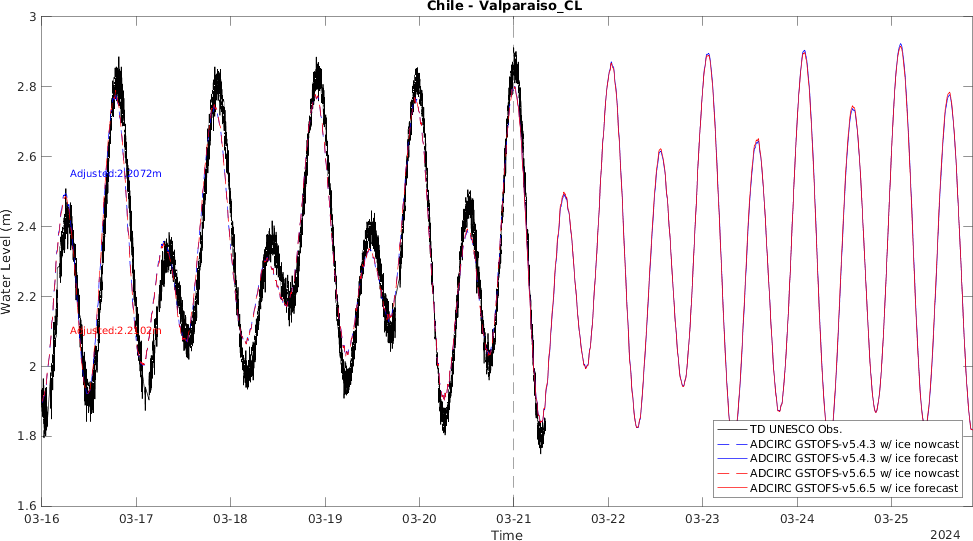 Chile - Valparaiso_CL
3
2.8
2.6
2.4
2.2
2
1.8
1.6
Water Level (m)
Adjusted:2.2072m
Adjusted:2.2102m
TD UNESCO Obs.
ADCIRC GSTOFS-v5.4.3 w/ ice nowcast
ADCIRC GSTOFS-v5.4.3 w/ ice forecast
ADCIRC GSTOFS-v5.6.5 w/ ice nowcast
ADCIRC GSTOFS-v5.6.5 w/ ice forecast
03-16 03-17 03-18 03-19 03-20 03-21 03-22 03-23 03-24 03-25
Time
2024